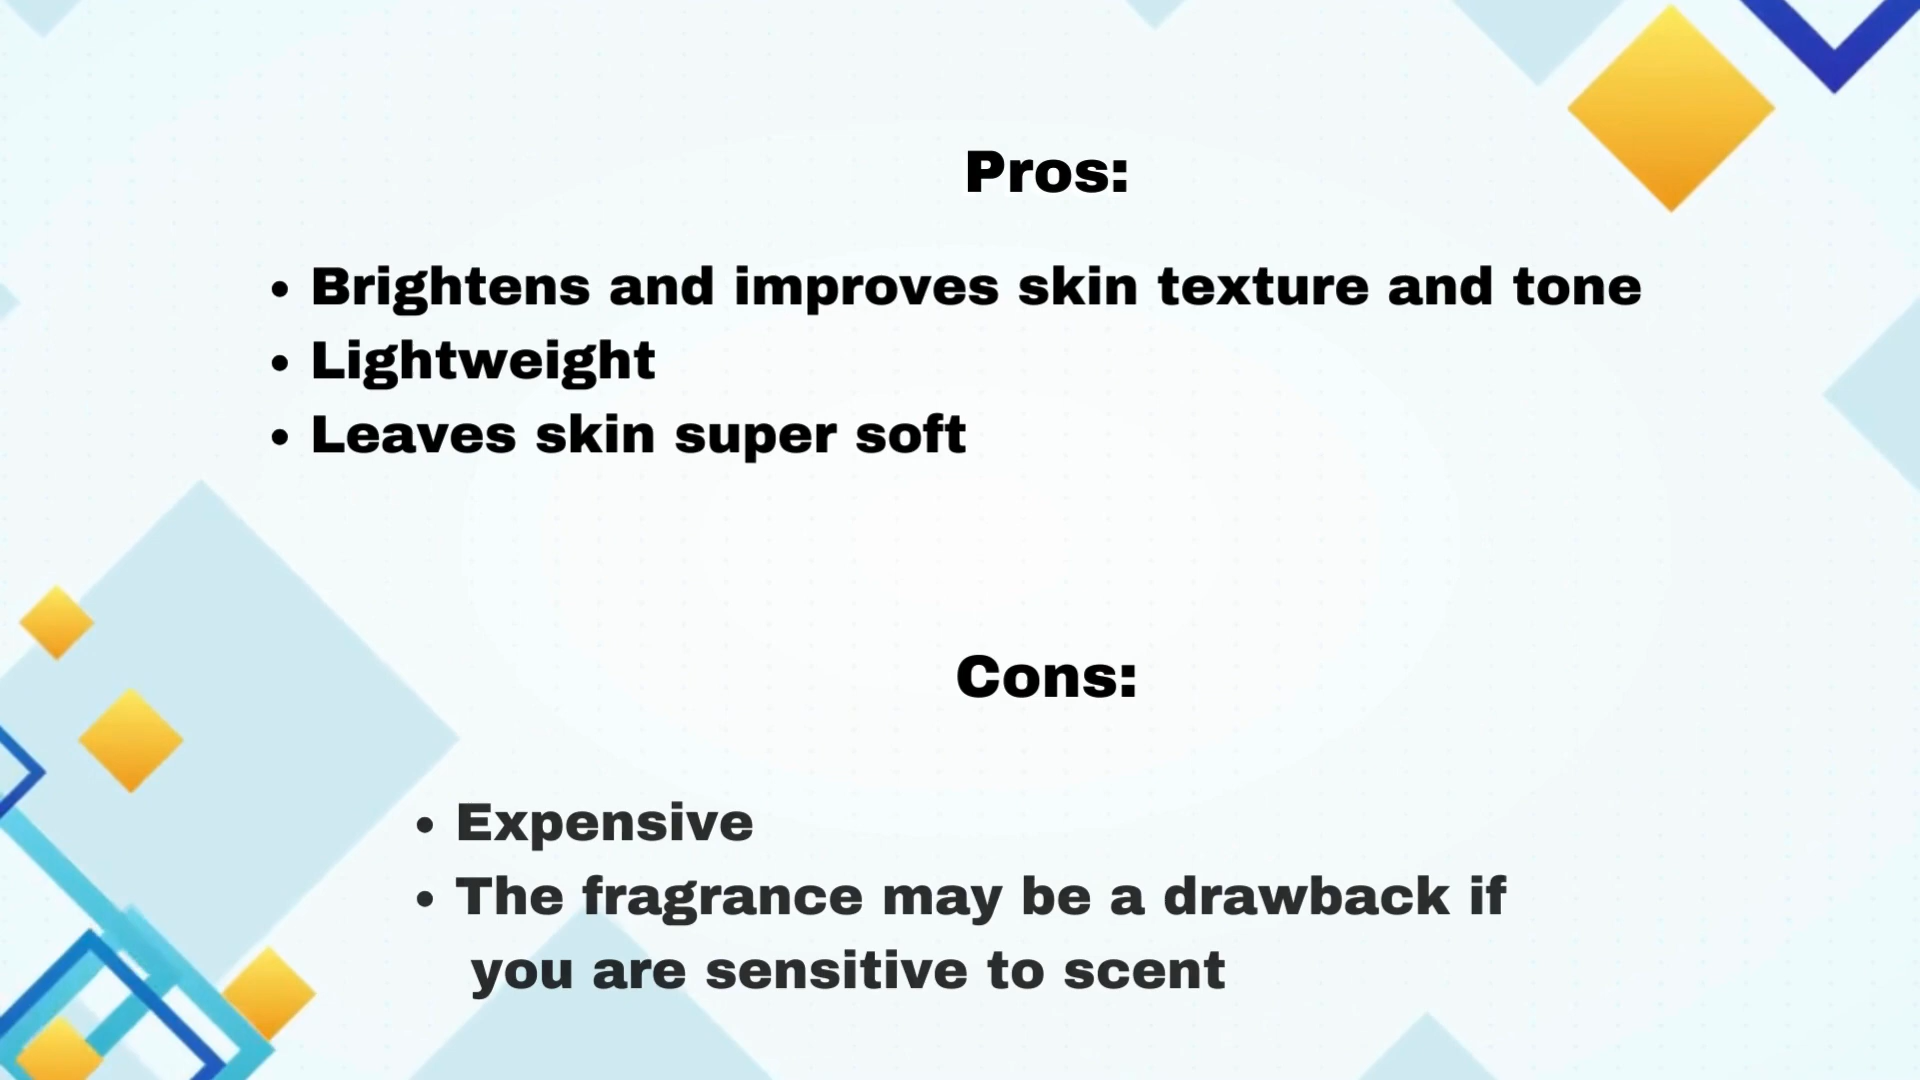 Pros:
• Brightens and improves skin texture and tone
• Lightweight
• Leaves skin super soft
Cons:
• Expensive
• The fragrance may be a drawback if
you are sensitive to scent